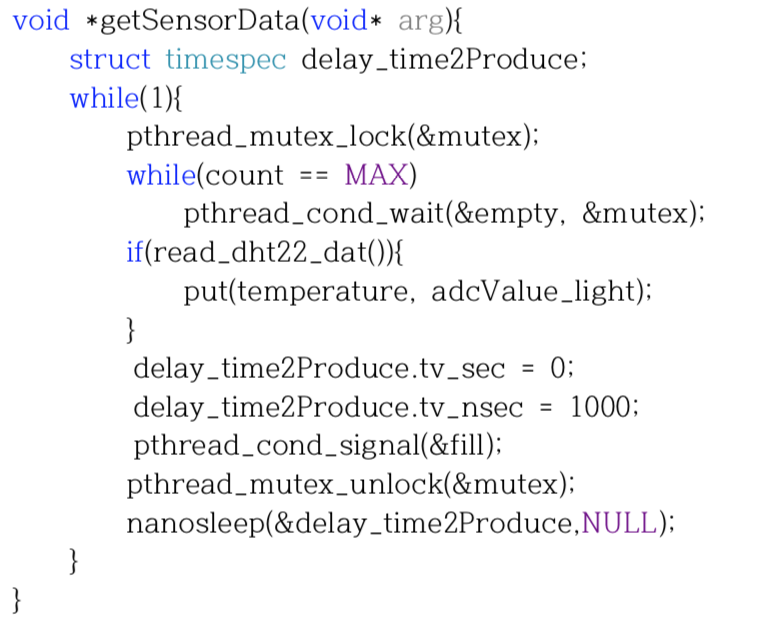 void *getSensorData(void* arg){
    struct timespec delay_time2Produce;
    while(1){
        pthread_mutex_lock(&mutex);
        while(count == MAX)
            pthread_cond_wait(&empty, &mutex);
        if(read_dht22_dat()){
            put(temperature, adcValue_light);
        }
        delay_time2Produce.tv_sec = 0;
        delay_time2Produce.tv_nsec = 1000;
        pthread_cond_signal(&fill);
        pthread_mutex_unlock(&mutex);
        nanosleep(&delay_time2Produce,NULL);
    }
}